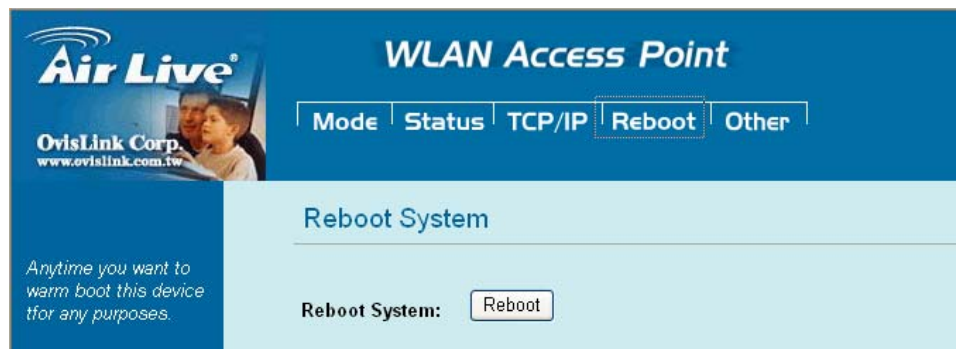 Air Live®
OvisLink Corp.
www.ovislink.com.tw
WLAN Access Point
Mode Status TCP/IP Reboot Other
Reboot System
Anytime you want to
warm boot this device
tfor any purposes.
Reboot System: Reboot